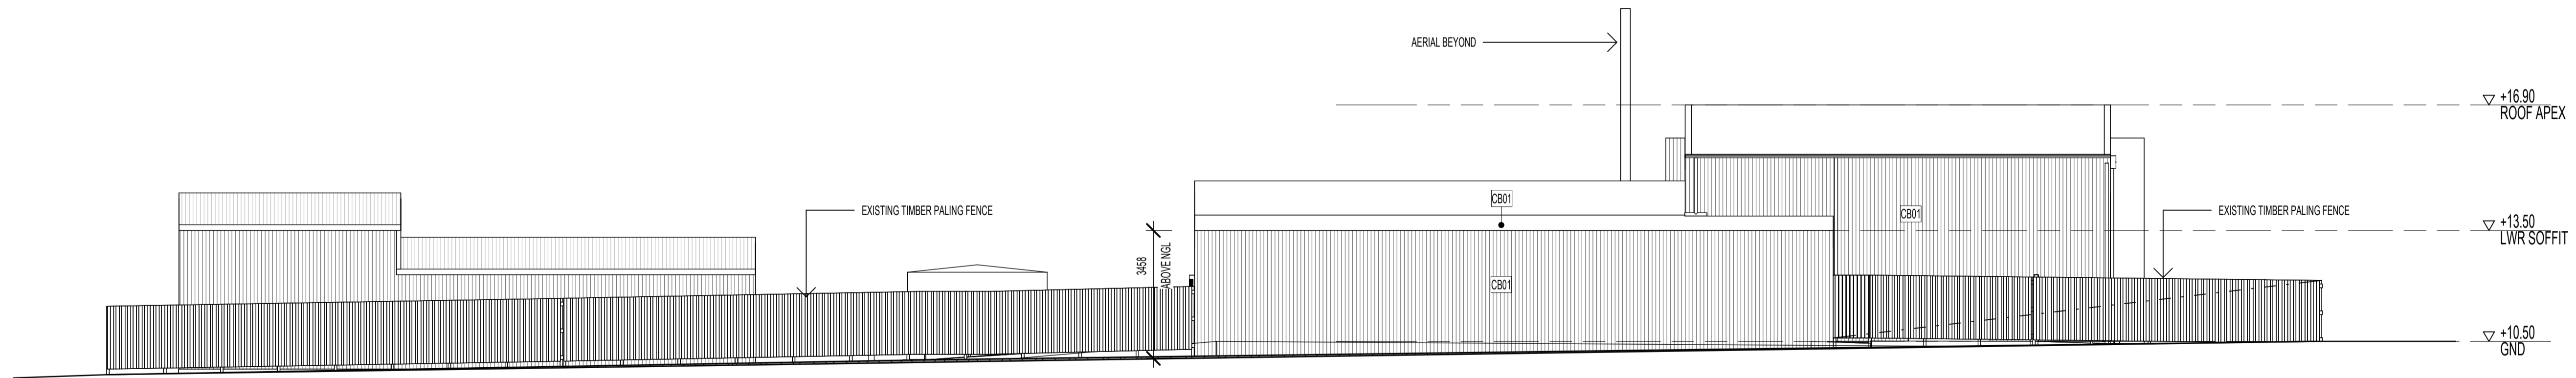 AERIAL BEYOND
+16.90
ROOF APEX
CB01
EXISTING TIMBER PALING FENCE
CB01
EXISTING TIMBER PALING FENCE
+13.50
LWR SOFFIT
3458
ABOVE NGL
CB01
+10.50
GND